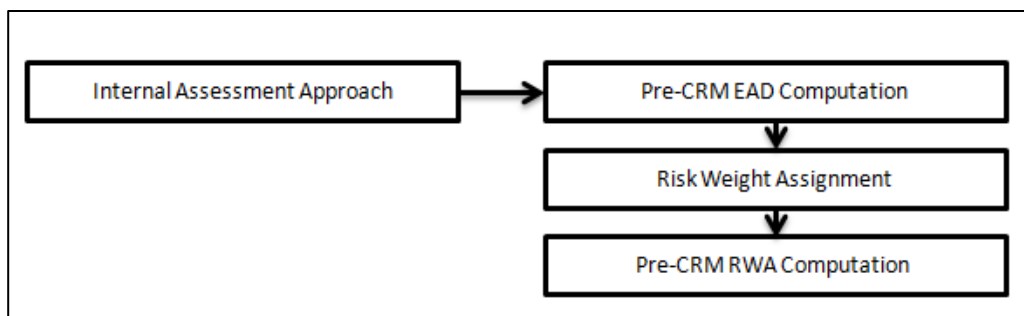 Internal Assessment Approach
Pre-CRM EAD Computation
Risk Weight Assignment
Pre-CRM RWA Computation